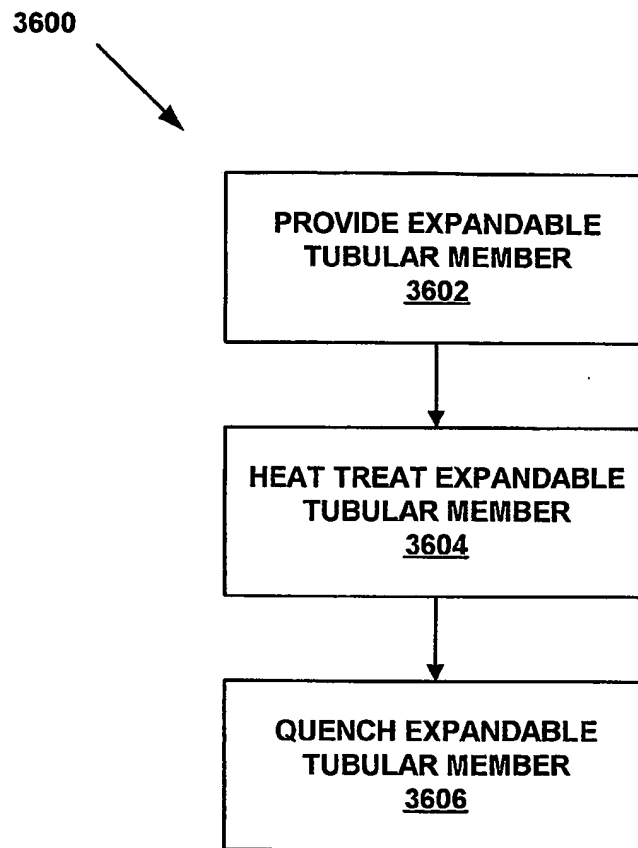 3600
PROVIDE EXPANDABLE
TUBULAR MEMBER
3602
HEAT TREAT EXPANDABLE
TUBULAR MEMBER
3604
QUENCH EXPANDABLE
TUBULAR MEMBER
3606